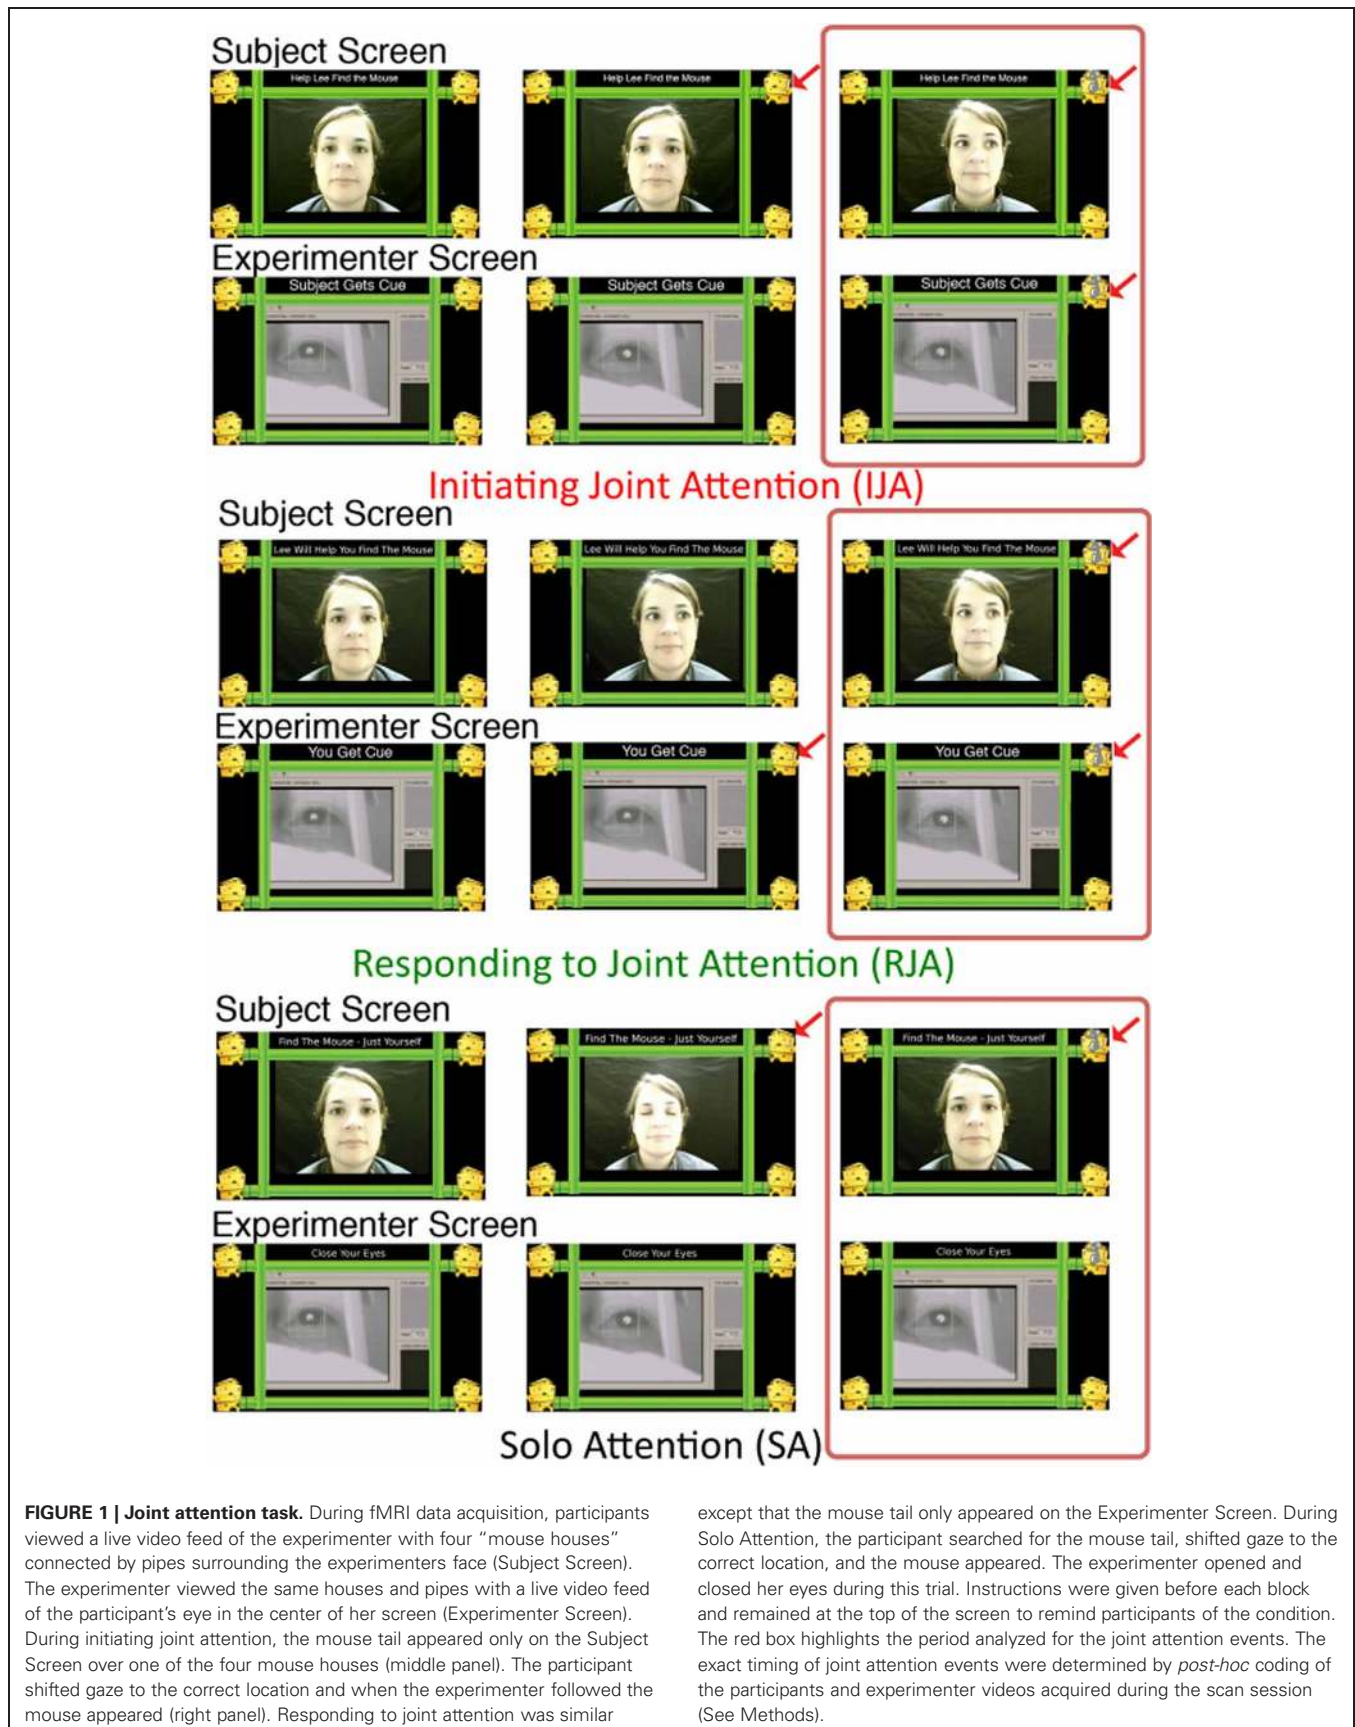 Subject Screen
Help Lee Find the Mouse
Help Lee Find the Mouse
Help Lee Find the Mouse
Experimenter Screen
Subject Gets Cue
Subject Gets Cue
Subject Gets Cue
Initiating Joint Attention (IJA)
Subject Screen
Lee Will Help You Find The Mouse
Lee Will Help You Find The Mouse
Lee Will Help You Find The Mouse
Experimenter Screen
You Get Cue
You Get Cue
You Get Cue
Responding to Joint Attention (RJA)
Subject Screen
Find The Mouse - Just Yourself
Find The Mouse - Just Yourself
Find The Mouse - Just Yourself
Experimenter Screen
Close Your Eyes
Close Your Eyes
Close Your Eyes
Solo Attention (SA)
FIGURE 1 | Joint attention task. During fMRI data acquisition, participants
viewed a live video feed of the experimenter with four “mouse houses”
connected by pipes surrounding the experimenters face (Subject Screen).
The experimenter viewed the same houses and pipes with a live video feed
of the participant’s eye in the center of her screen (Experimenter Screen).
During initiating joint attention, the mouse tail appeared only on the Subject
Screen over one of the four mouse houses (middle panel). The participant
shifted gaze to the correct location and when the experimenter followed the
mouse appeared (right panel). Responding to joint attention was similar
except that the mouse tail only appeared on the Experimenter Screen. During
Solo Attention, the participant searched for the mouse tail, shifted gaze to the
correct location, and the mouse appeared. The experimenter opened and
closed her eyes during this trial. Instructions were given before each block
and remained at the top of the screen to remind participants of the condition.
The red box highlights the period analyzed for the joint attention events. The
exact timing of joint attention events were determined by post-hoc coding of
the participants and experimenter videos acquired during the scan session
(See Methods).